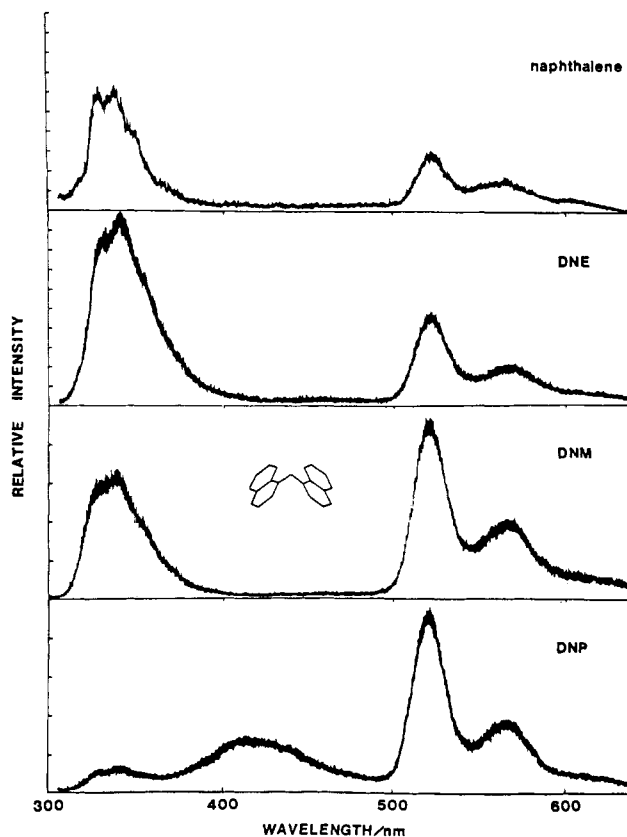 naphthalene
DNE
DNM
DNP
RELATIVE INTENSITY
300
400
500
600
WAVELENGTH/nm